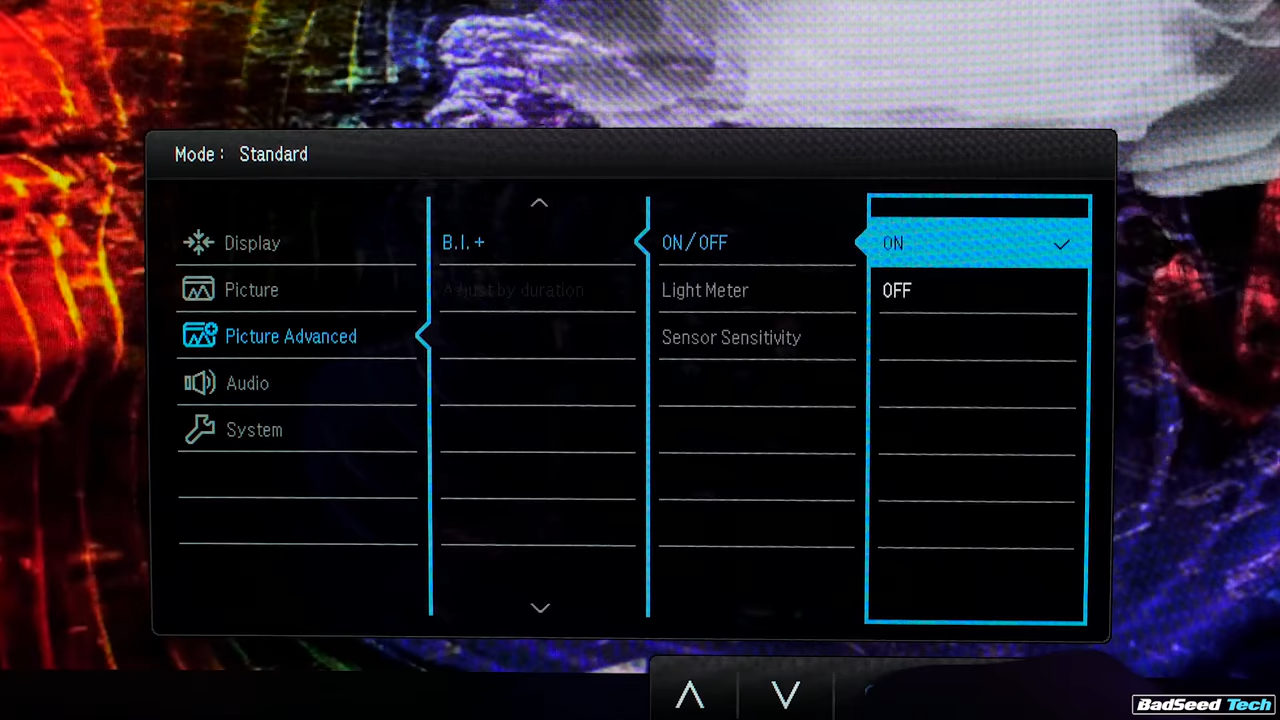 Mode: Standard
Display
Picture
Picture Advanced
Audio
System
B.I.+
Adjust by duration
ON/OFF
Light Meter
Sensor Sensitivity
ON
OFF
BadSeed Tech